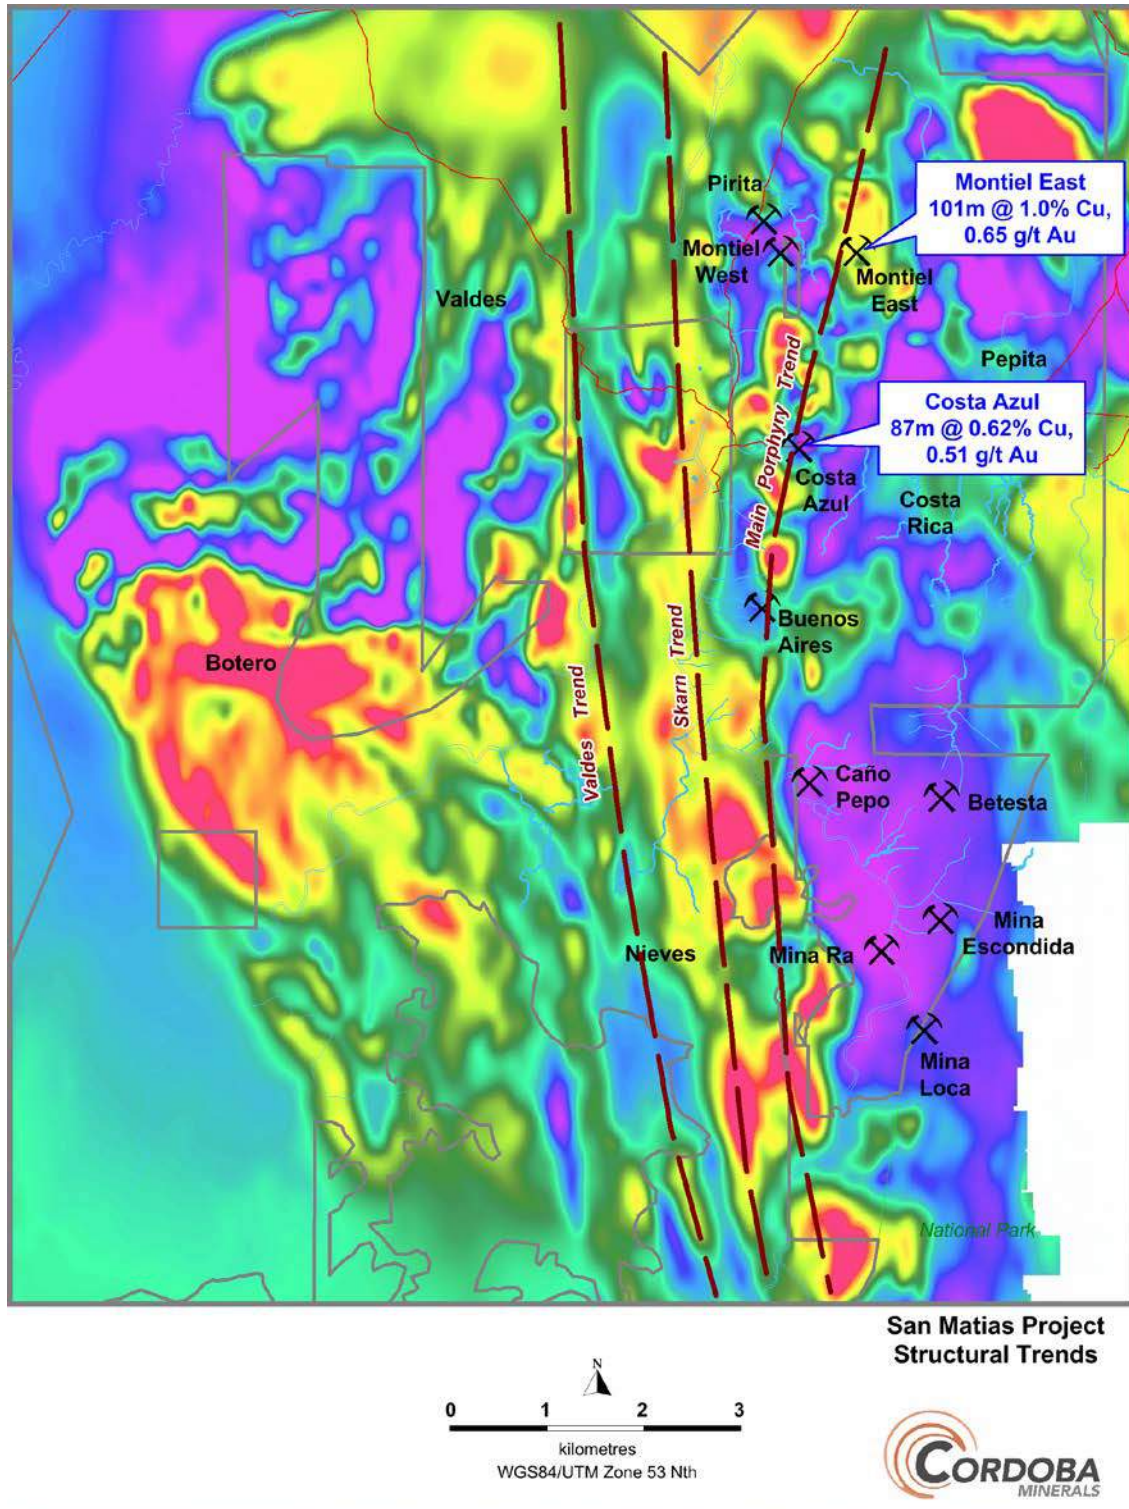 Pirita
Montiel East
101m @ 1.0% Cu,
0.65 g/t Au
Montiel
West
Montiel
East
Valdes
Pepita
Main Porphyry Trend
Costa Azul
87m @ 0.62% Cu,
0.51 g/t Au
Costa
Azul
Costa
Rica
Buenos
Aires
Botero
Valdes Trend
Skarn Trend
Caño
Pepo
Betesta
Nieves
Mina Ra
Mina
Escondida
Mina
Loca
National Park
San Matias Project
Structural Trends
N
0 1 2 3
kilometres
WGS84/UTM Zone 53 Nth
CORDOBA
MINERALS